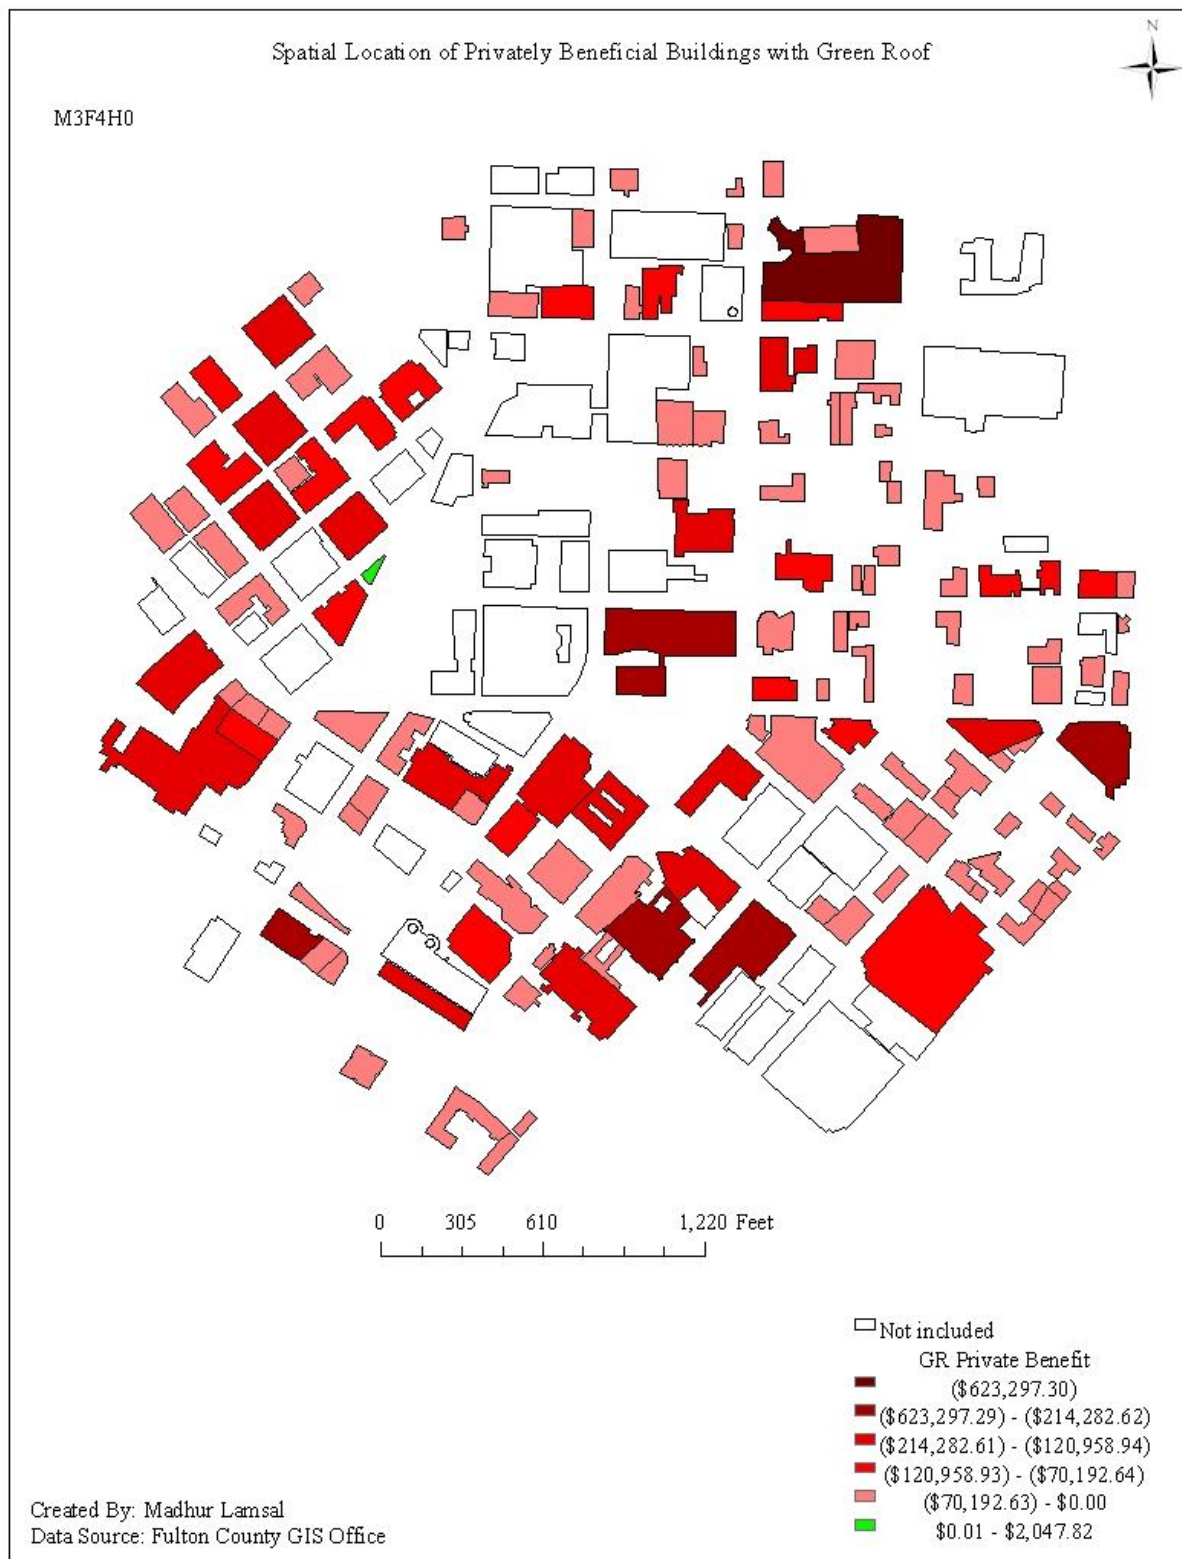 N
Spatial Location of Privately Beneficial Buildings with Green Roof
M3F4H0
0 305 610 1,220 Feet
Not included
GR Private Benefit
($623,297.30)
($623,297.29) - ($214,282.62)
($214,282.61) - ($120,958.94)
($120,958.93) - ($70,192.64)
($70,192.63) - $0.00
$0.01 - $2,047.82
Created By: Madhur Lamsal
Data Source: Fulton County GIS Office